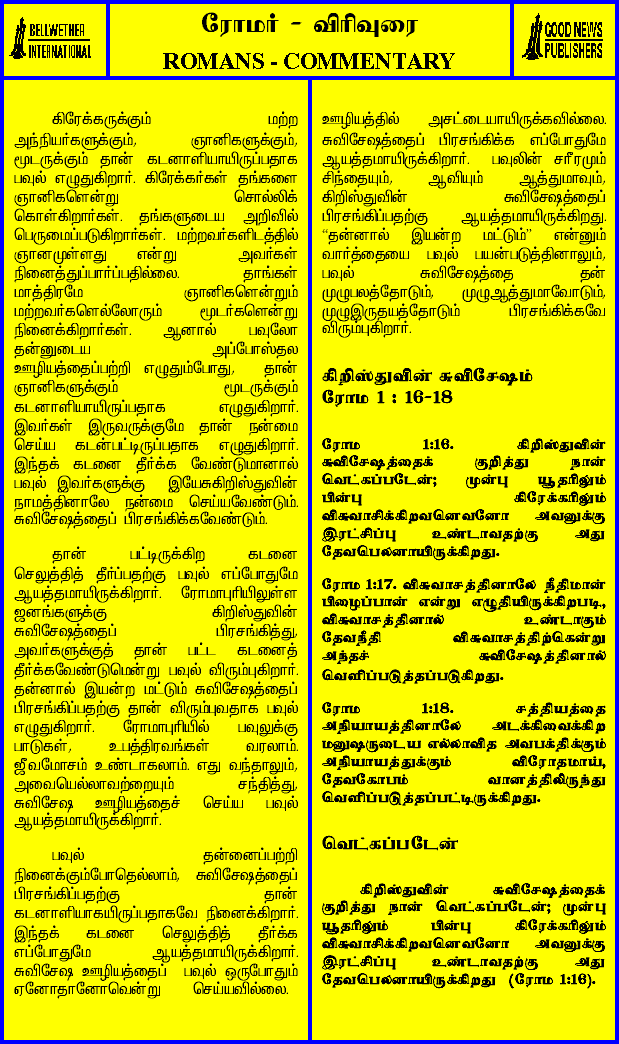 BELLWETHER
INTERNATIONAL
ரோமர் - விரிவுரை
ROMANS - COMMENTARY
GOOD NEWS
PUBLISHERS
கிரேக்கருக்கும் மற்ற
அந்நியர்களுக்கும், ஞானிகளுக்கும்,
மூடருக்கும் தான் கடனாளியாயிருப்பதாக
பவுல் எழுதுகிறார். கிரேக்கர்கள் தங்களை
ஞானிகளென்று சொல்லிக்
கொள்கிறார்கள். தங்களுடைய அறிவில்
பெருமைப்படுகிறார்கள். மற்றவர்களிடத்தில்
ஞானமுள்ளது என்று அவர்கள்
நினைத்துப்பார்ப்பதில்லை. தாங்கள்
மாத்திரமே ஞானிகளென்றும்
மற்றவர்களெல்லோரும் மூடர்களென்று
நினைக்கிறார்கள். ஆனால் பவுலோ
தன்னுடைய அப்போஸ்தல
ஊழியத்தைப்பற்றி எழுதும்போது, தான்
ஞானிகளுக்கும் மூடருக்கும்
கடனாளியாயிருப்பதாக எழுதுகிறார்.
இவர்கள் இருவருக்குமே தான் நன்மை
செய்ய கடன்பட்டிருப்பதாக எழுதுகிறார்.
இந்தக் கடனை தீர்க்க வேண்டுமானால்
பவுல் இவர்களுக்கு இயேசுகிறிஸ்துவின்
நாமத்தினாலே நன்மை செய்யவேண்டும்.
சுவிசேஷத்தைப் பிரசங்கிக்கவேண்டும்.
தான் பட்டிருக்கிற கடனை
செலுத்தித் தீர்ப்பதற்கு பவுல் எப்போதுமே
ஆயத்தமாயிருக்கிறார். ரோமாபுரியிலுள்ள
ஜனங்களுக்கு கிறிஸ்துவின்
சுவிசேஷத்தைப் பிரசங்கித்து,
அவர்களுக்குத் தான் பட்ட கடனைத்
தீர்க்கவேண்டுமென்று பவுல் விரும்புகிறார்.
தன்னால் இயன்ற மட்டும் சுவிசேஷத்தைப்
பிரசங்கிப்பதற்கு தான் விரும்புவதாக பவுல்
எழுதுகிறார். ரோமாபுரியில் பவுலுக்கு
பாடுகள், உபத்திரவங்கள் வரலாம்.
ஜீவமோசம் உண்டாகலாம். எது வந்தாலும்,
அவையெல்லாவற்றையும் சந்தித்து,
சுவிசேஷ ஊழியத்தைச் செய்ய பவுல்
ஆயத்தமாயிருக்கிறார்.
பவுல் தன்னைப்பற்றி
நினைக்கும்போதெல்லாம், சுவிசேஷத்தைப்
பிரசங்கிப்பதற்கு தான்
கடனாளியாகயிருப்பதாகவே நினைக்கிறார்.
இந்தக் கடனை செலுத்தித் தீர்க்க
எப்போதுமே ஆயத்தமாயிருக்கிறார்.
சுவிசேஷ ஊழியத்தைப் பவுல் ஒருபோதும்
ஏனோதானோவென்று செய்யவில்லை.
ஊழியத்தில் அசட்டையாயிருக்கவில்லை.
சுவிசேஷத்தைப் பிரசங்கிக்க எப்போதுமே
ஆயத்தமாயிருக்கிறார். பவுலின் சரீரமும்
சிந்தையும், ஆவியும் ஆத்துமாவும்,
கிறிஸ்துவின் சுவிசேஷத்தைப்
பிரசங்கிப்பதற்கு ஆயத்தமாயிருக்கிறது.
“தன்னால் இயன்ற மட்டும்” என்னும்
வார்த்தையை பவுல் பயன்படுத்தினாலும்,
பவுல் சுவிசேஷத்தை தன்
முழுபலத்தோடும், முழுஆத்துமாவோடும்,
முழுஇருதயத்தோடும் பிரசங்கிக்கவே
விரும்புகிறார்.
கிறிஸ்துவின் சுவிசேஷம்
ரோம 1 : 16-18
ரோம 1:16. கிறிஸ்துவின்
சுவிசேஷத்தைக் குறித்து நான்
வெட்கப்படேன்; முன்பு யூதரிலும்
பின்பு கிரேக்கரிலும்
விசுவாசிக்கிறவனெவனோ அவனுக்கு
இரட்சிப்பு உண்டாவதற்கு அது
தேவபெலனாயிருக்கிறது.
ரோம 1:17. விசுவாசத்தினாலே நீதிமான்
பிழைப்பான் என்று எழுதியிருக்கிறபடி,
விசுவாசத்தினால் உண்டாகும்
தேவநீதி விசுவாசத்திற்கென்று
அந்தச் சுவிசேஷத்தினால்
வெளிப்படுத்தப்படுகிறது.
ரோம 1:18. சத்தியத்தை
அநியாயத்தினாலே அடக்கிவைக்கிற
மனுஷருடைய எல்லாவித அவபக்திக்கும்
அநியாயத்துக்கும் விரோதமாய்,
தேவகோபம் வானத்திலிருந்து
வெளிப்படுத்தப்பட்டிருக்கிறது.
வெட்கப்படேன்
கிறிஸ்துவின் சுவிசேஷத்தைக்
குறித்து நான் வெட்கப்படேன்; முன்பு
யூதரிலும் பின்பு கிரேக்கரிலும்
விசுவாசிக்கிறவனெவனோ அவனுக்கு
இரட்சிப்பு உண்டாவதற்கு அது
தேவபெலனாயிருக்கிறது (ரோம 1:16).